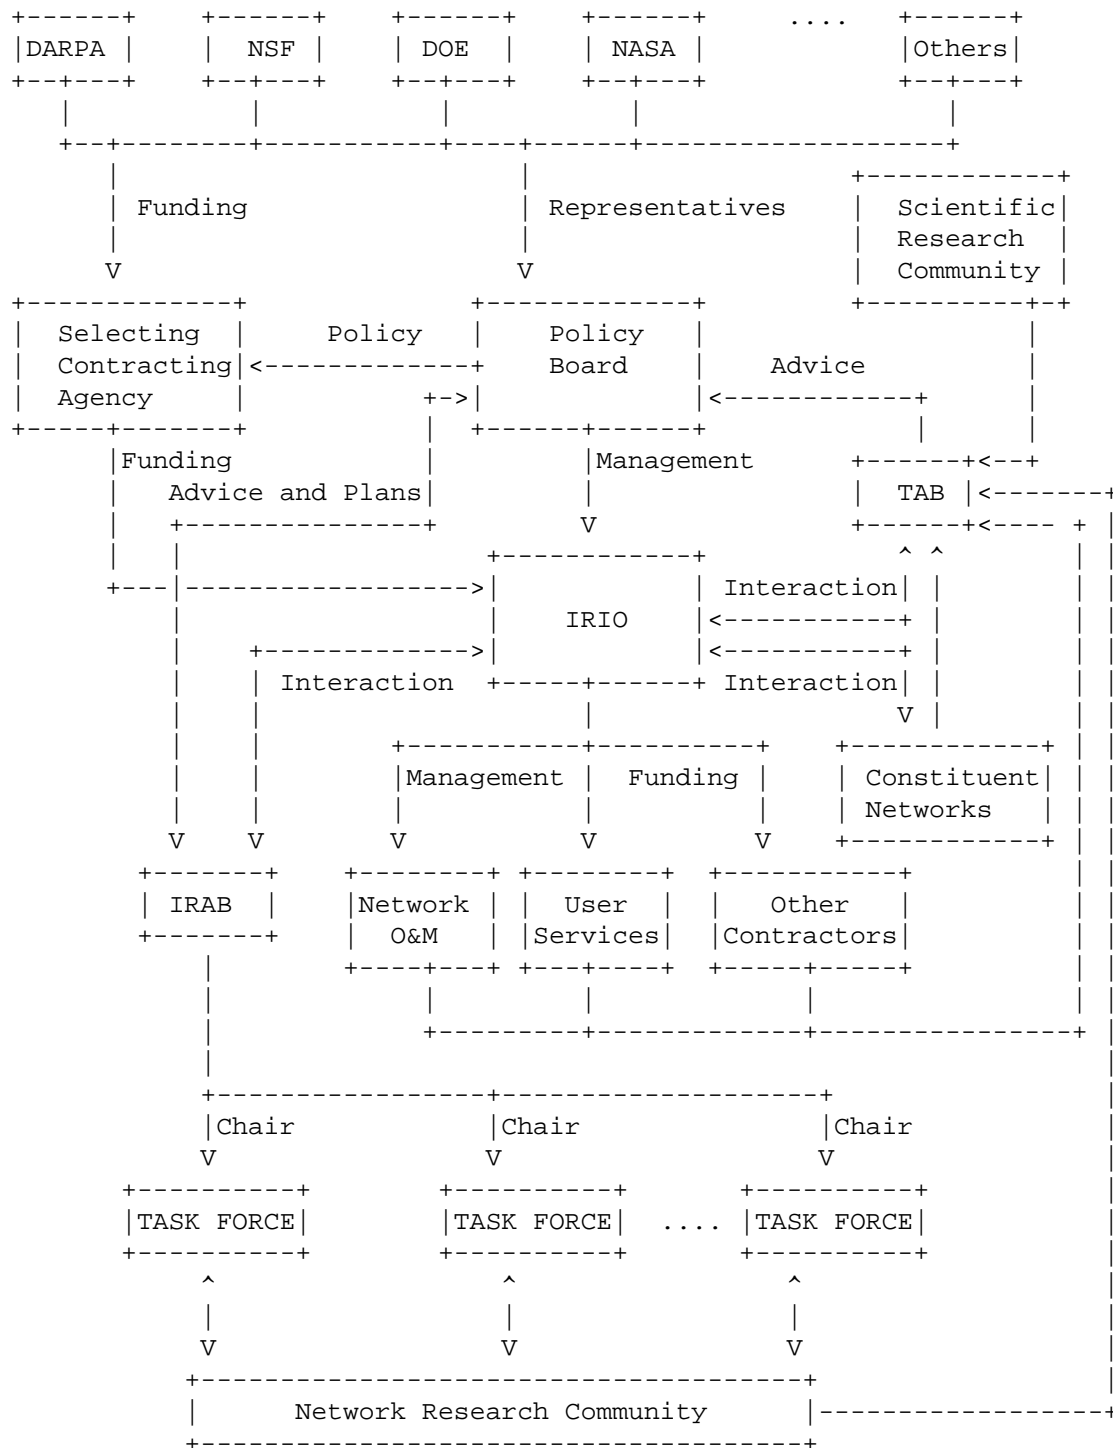 DARPA NSF DOE NASA .... Others
Funding Representatives Scientific
Research
Community
Selecting Policy Policy
Contracting Board Advice
Agency
Funding Management
Advice and Plans TAB
Interaction
IRIO
Interaction Interaction
Management Funding Constituent
Networks
IRAB Network User Other
O&M Services Contractors
Chair Chair Chair
TASK FORCE TASK FORCE .... TASK FORCE
Network Research Community